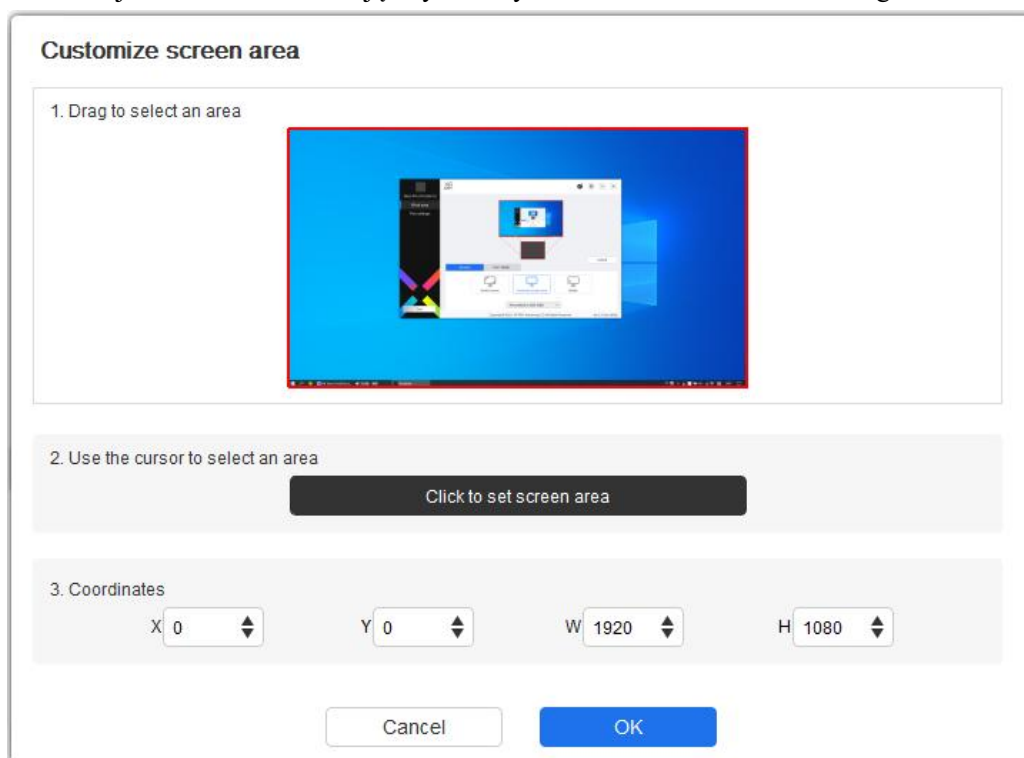 Customize screen area
1. Drag to select an area
2. Use the cursor to select an area
Click to set screen area
3. Coordinates
X 0 Y 0 W 1920 H 1080
Cancel OK